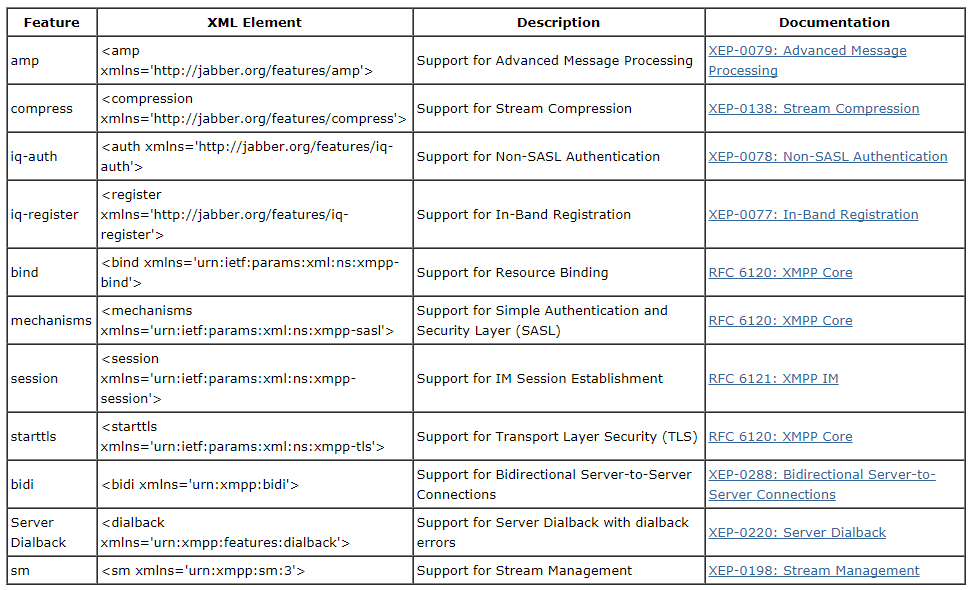 Feature XML Element Description Documentation
amp <amp xmlns='http://jabber.org/features/amp'> Support for Advanced Message Processing XEP-0079: Advanced Message Processing
compress <compression xmlns='http://jabber.org/features/compress'> Support for Stream Compression XEP-0138: Stream Compression
iq-auth <auth xmlns='http://jabber.org/features/iq-auth'> Support for Non-SASL Authentication XEP-0078: Non-SASL Authentication
iq-register <register xmlns='http://jabber.org/features/iq-register'> Support for In-Band Registration XEP-0077: In-Band Registration
bind <bind xmlns='urn:ietf:params:xml:ns:xmpp-bind'> Support for Resource Binding RFC 6120: XMPP Core
mechanisms <mechanisms xmlns='urn:ietf:params:xml:ns:xmpp-sasl'> Support for Simple Authentication and Security Layer (SASL) RFC 6120: XMPP Core
session <session xmlns='urn:ietf:params:xml:ns:xmpp-session'> Support for IM Session Establishment RFC 6121: XMPP IM
starttls <starttls xmlns='urn:ietf:params:xml:ns:xmpp-tls'> Support for Transport Layer Security (TLS) RFC 6120: XMPP Core
bidi <bidi xmlns='urn:xmpp:bidi'> Support for Bidirectional Server-to-Server Connections XEP-0288: Bidirectional Server-to-Server Connections
Server Dialback <dialback xmlns='urn:xmpp:features:dialback'> Support for Server Dialback with dialback errors XEP-0220: Server Dialback
sm <sm xmlns='urn:xmpp:sm:3'> Support for Stream Management XEP-0198: Stream Management